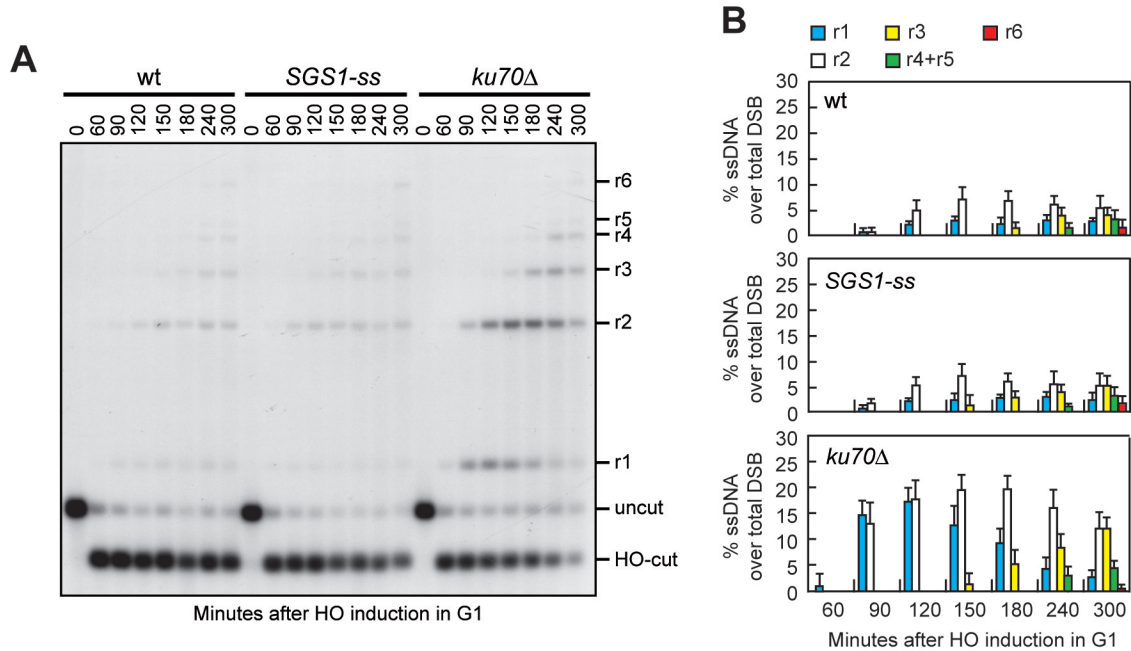 A
wt SGS1-ss ku70Δ
0 60 90 120 150 180 240 300 0 60 90 120 150 180 240 300 0 60 90 120 150 180 240 300
r6
r5
r4
r3
r2
r1
uncut
HO-cut
Minutes after HO induction in G1
B
r1 r3 r6
r2 r4+r5
% ssDNA
over total DSB
30
25
20
15
10
5
0
wt
% ssDNA
over total DSB
30
25
20
15
10
5
0
SGS1-ss
% ssDNA
over total DSB
30
25
20
15
10
5
0
ku70Δ
60 90 120 150 180 240 300
Minutes after HO induction in G1